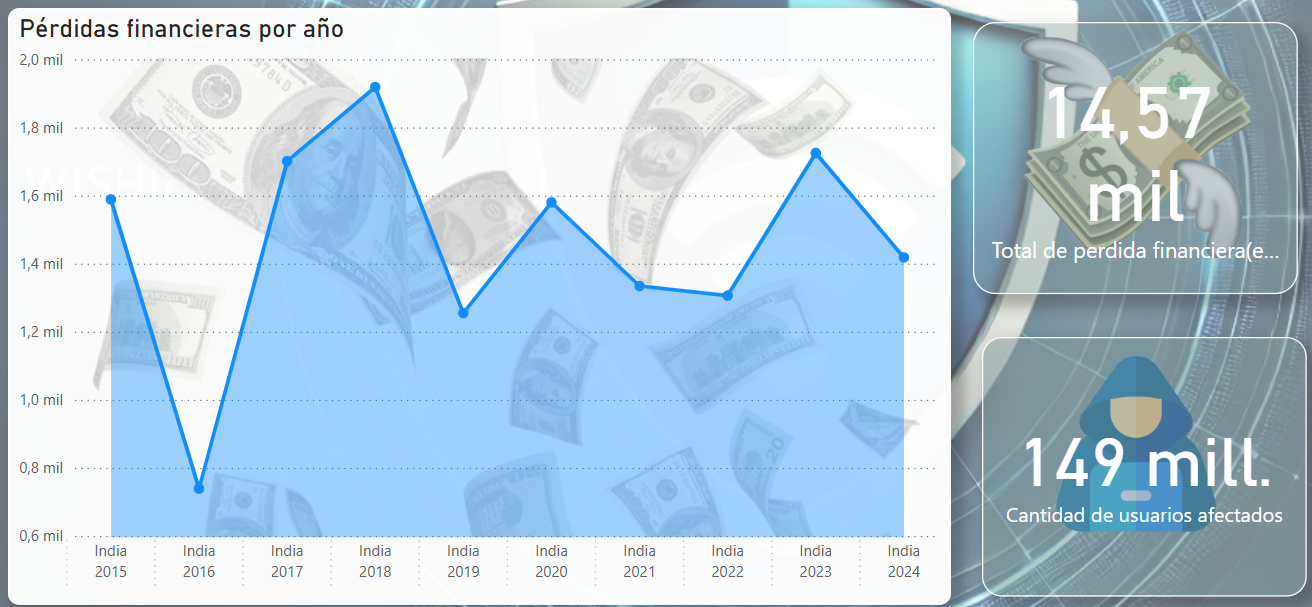 Pérdidas financieras por año
2,0 mil
1,8 mil
1,6 mil
1,4 mil
1,2 mil
1,0 mil
0,8 mil
0,6 mil
India India India India India India India India India India
2015 2016 2017 2018 2019 2020 2021 2022 2023 2024
14,57
mil
Total de perdida financiera(e...
149 mill.
Cantidad de usuarios afectados